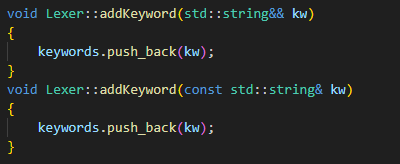 void Lexer::addKeyword(std::string&& kw)
{
    keywords.push_back(kw);
}
void Lexer::addKeyword(const std::string& kw)
{
    keywords.push_back(kw);
}